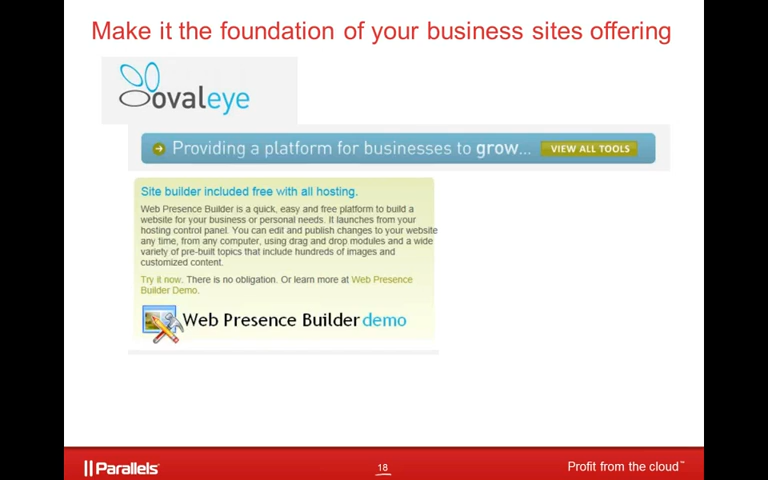 Make it the foundation of your business sites offering
ovaleye
Providing a platform for businesses to grow... VIEW ALL TOOLS
Site builder included free with all hosting.
Web Presence Builder is a quick, easy and free platform to build a
website for your business or personal needs. It launches from your
hosting control panel. You can edit and publish changes to your website
any time, from any computer, using drag and drop modules and a wide
variety of pre-built topics that include hundreds of images and
customized content.
Try it now. There is no obligation. Or learn more at Web Presence
Builder Demo.
Web Presence Builder demo
Parallels
18
Profit from the cloud™